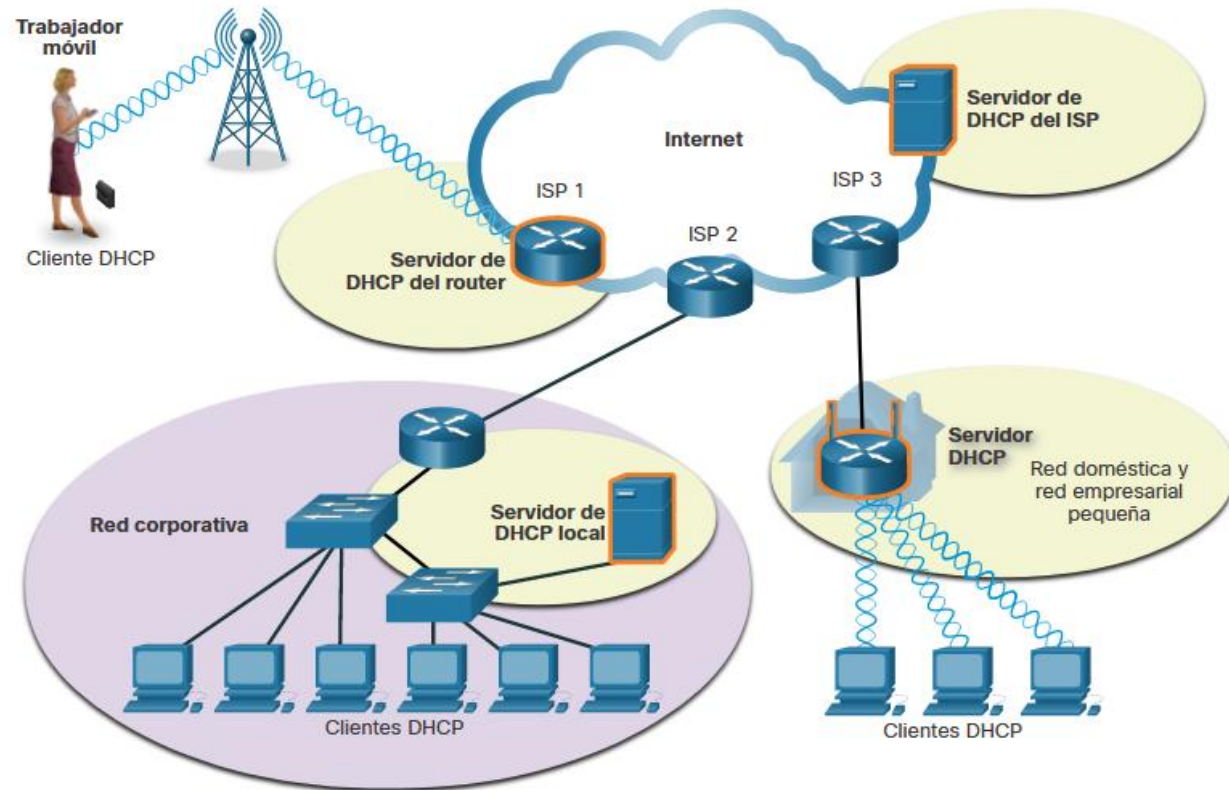 Trabajador
móvil
Cliente DHCP
Internet
ISP 1
ISP 2
ISP 3
Servidor de
DHCP del ISP
Servidor de
DHCP del router
Red corporativa
Servidor de
DHCP local
Clientes DHCP
Servidor
DHCP
Red doméstica y
red empresarial
pequeña
Clientes DHCP